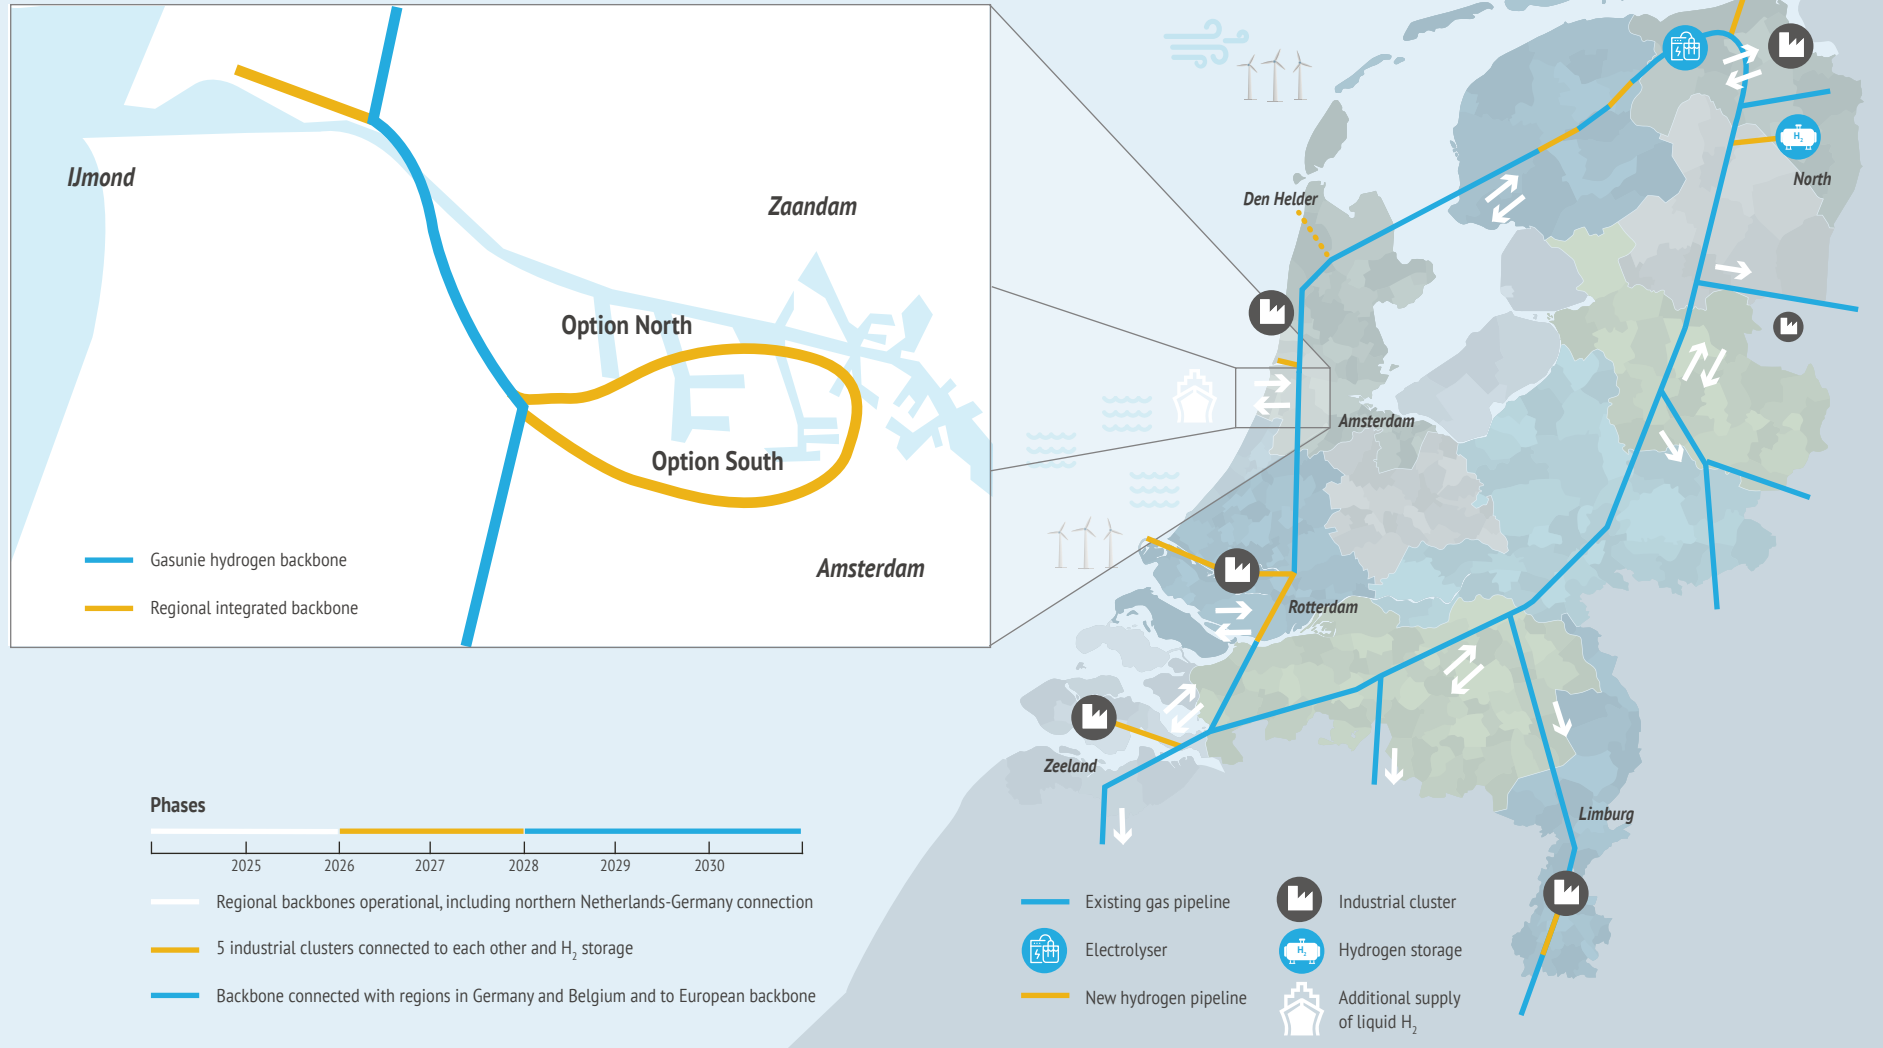 IJmond
Zaandam
Option North
Option South
Amsterdam
Gasunie hydrogen backbone
Regional integrated backbone
Den Helder
North
Amsterdam
Rotterdam
Zeeland
Limburg
H2
Phases
2025 2026 2027 2028 2029 2030
Regional backbones operational, including northern Netherlands-Germany connection
5 industrial clusters connected to each other and H2 storage
Backbone connected with regions in Germany and Belgium and to European backbone
Existing gas pipeline
Electrolyser
New hydrogen pipeline
Industrial cluster
H2
Hydrogen storage
Additional supply
of liquid H2